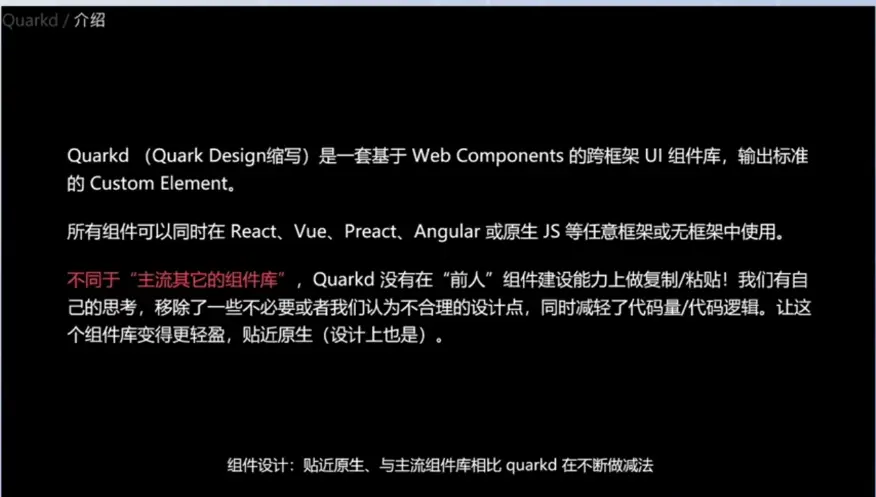 Quarkd / 介绍
Quarkd （Quark Design缩写）是一套基于 Web Components 的跨框架 UI 组件库，输出标准
的 Custom Element。
所有组件可以同时在 React、Vue、Preact、Angular 或原生 JS 等任意框架或无框架中使用。
不同于“主流其它的组件库”，Quarkd 没有在“前人”组件建设能力上做复制/粘贴！我们有自
己的思考，移除了一些不必要或者我们认为不合理的设计点，同时减轻了代码量/代码逻辑。让这
个组件库变得更轻盈，贴近原生（设计上也是）。
组件设计：贴近原生、与主流组件库相比 quarkd 在不断做减法